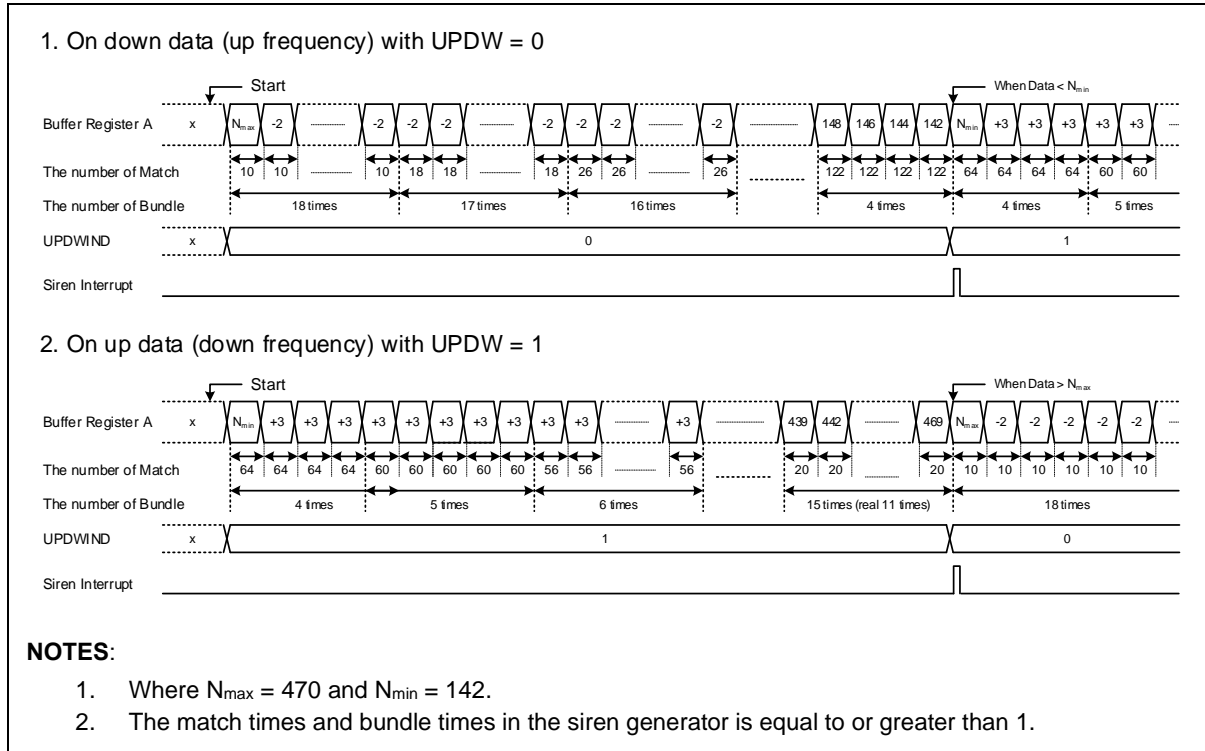 1. On down data (up frequency) with UPDW = 0
Start
When Data < Nmin
Buffer Register A x Nmax -2 -2 -2 -2 -2 -2 -2 -2 148 146 144 142 Nmin +3 +3 +3 +3 +3
The number of Match 10 10 10 18 18 18 26 26 26 122 122 122 122 64 64 64 64 60 60
The number of Bundle 18 times 17 times 16 times 4 times 4 times 5 times
UPDWIND x 0 1
Siren Interrupt
2. On up data (down frequency) with UPDW = 1
Start
When Data > Nmax
Buffer Register A x Nmin +3 +3 +3 +3 +3 +3 +3 +3 +3 +3 +3 439 442 469 Nmax -2 -2 -2 -2 -2
The number of Match 64 64 64 64 60 60 60 60 60 56 56 56 20 20 20 10 10 10 10 10 10
The number of Bundle 4 times 5 times 6 times 15 times (real 11 times) 18 times
UPDWIND x 1 0
Siren Interrupt
NOTES:
1. Where Nmax = 470 and Nmin = 142.
2. The match times and bundle times in the siren generator is equal to or greater than 1.